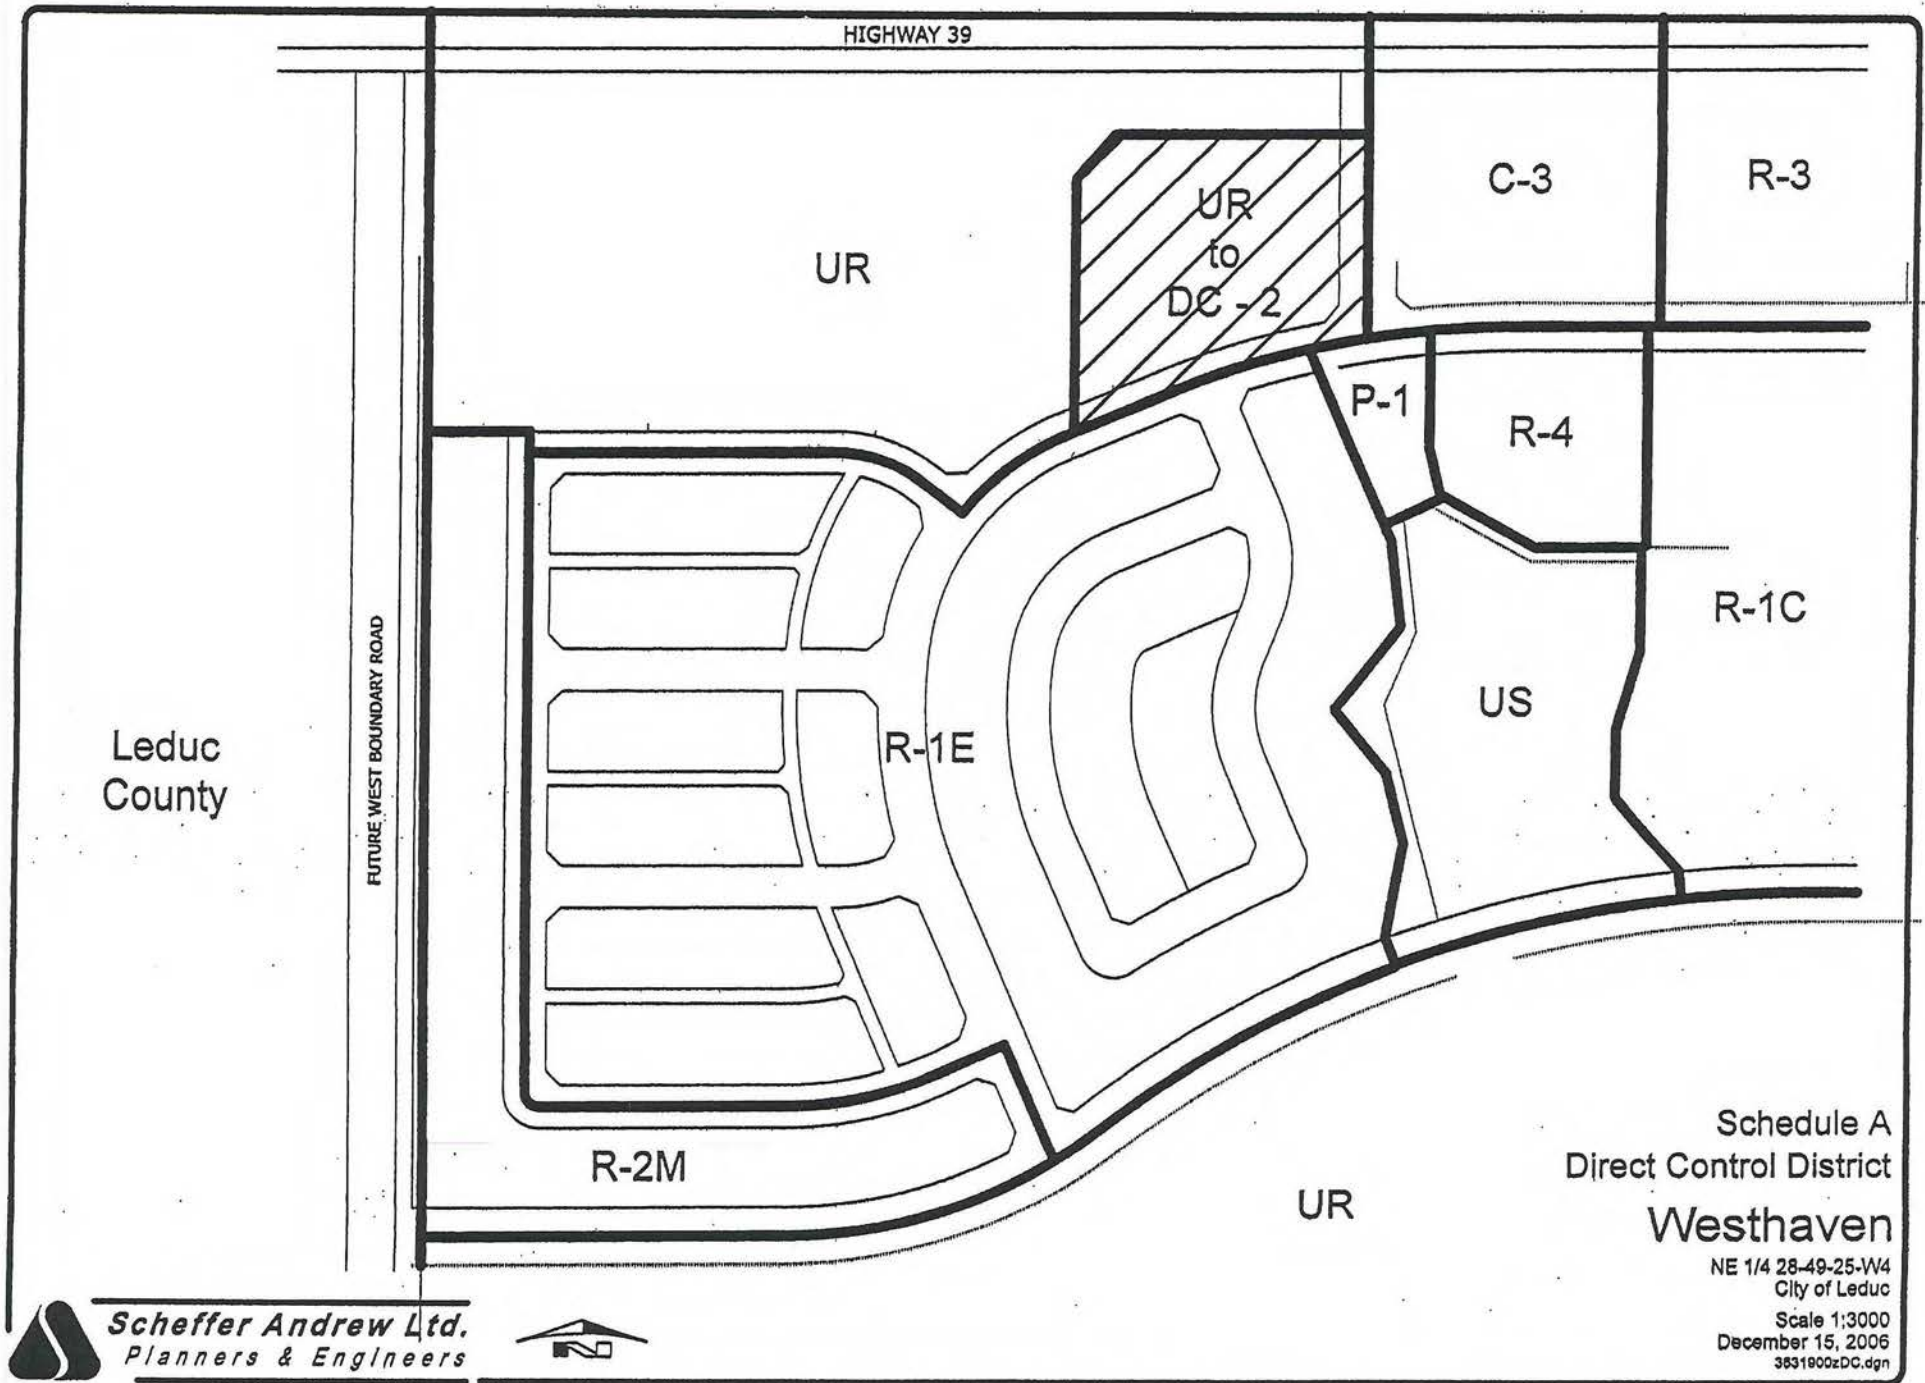 HIGHWAY 39
C-3
R-3
UR
to
DC - 2
UR
P-1
R-4
R-1C
FUTURE WEST BOUNDARY ROAD
US
R-1E
Leduc
County
R-2M
UR
Schedule A
Direct Control District
Westhaven
NE 1/4 28-49-25-W4
City of Leduc
Scale 1:3000
December 15, 2006
3631900zDC.dgn
Scheffer Andrew Ltd.
Planners & Engineers